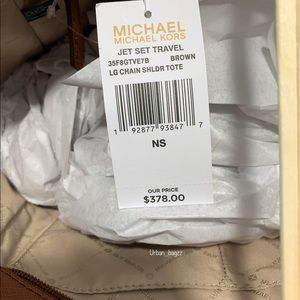 MICHAEL
MICHAEL KORS
JET SET TRAVEL
35F8GTVE7B BROWN
LG CHAIN SHLDR TOTE
1 92877 93847 7
NS
OUR PRICE
$378.00
Urban_bagzz